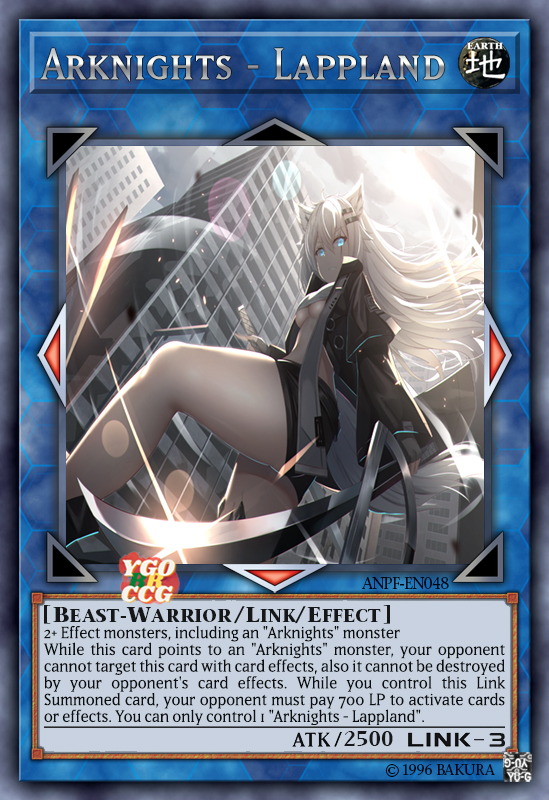 ARKNIGHTS - LAPPLAND
EARTH
地
YGO
CCG
ANPF-EN048
[BEAST-WARRIOR/LINK/EFFECT]
2+ Effect monsters, including an "Arknights" monster
While this card points to an "Arknights" monster, your opponent
cannot target this card with card effects, also it cannot be destroyed
by your opponent's card effects. While you control this Link
Summoned card, your opponent must pay 700 LP to activate cards
or effects. You can only control 1 "Arknights - Lappland".
ATK/2500 LINK-3
© 1996 BAKURA